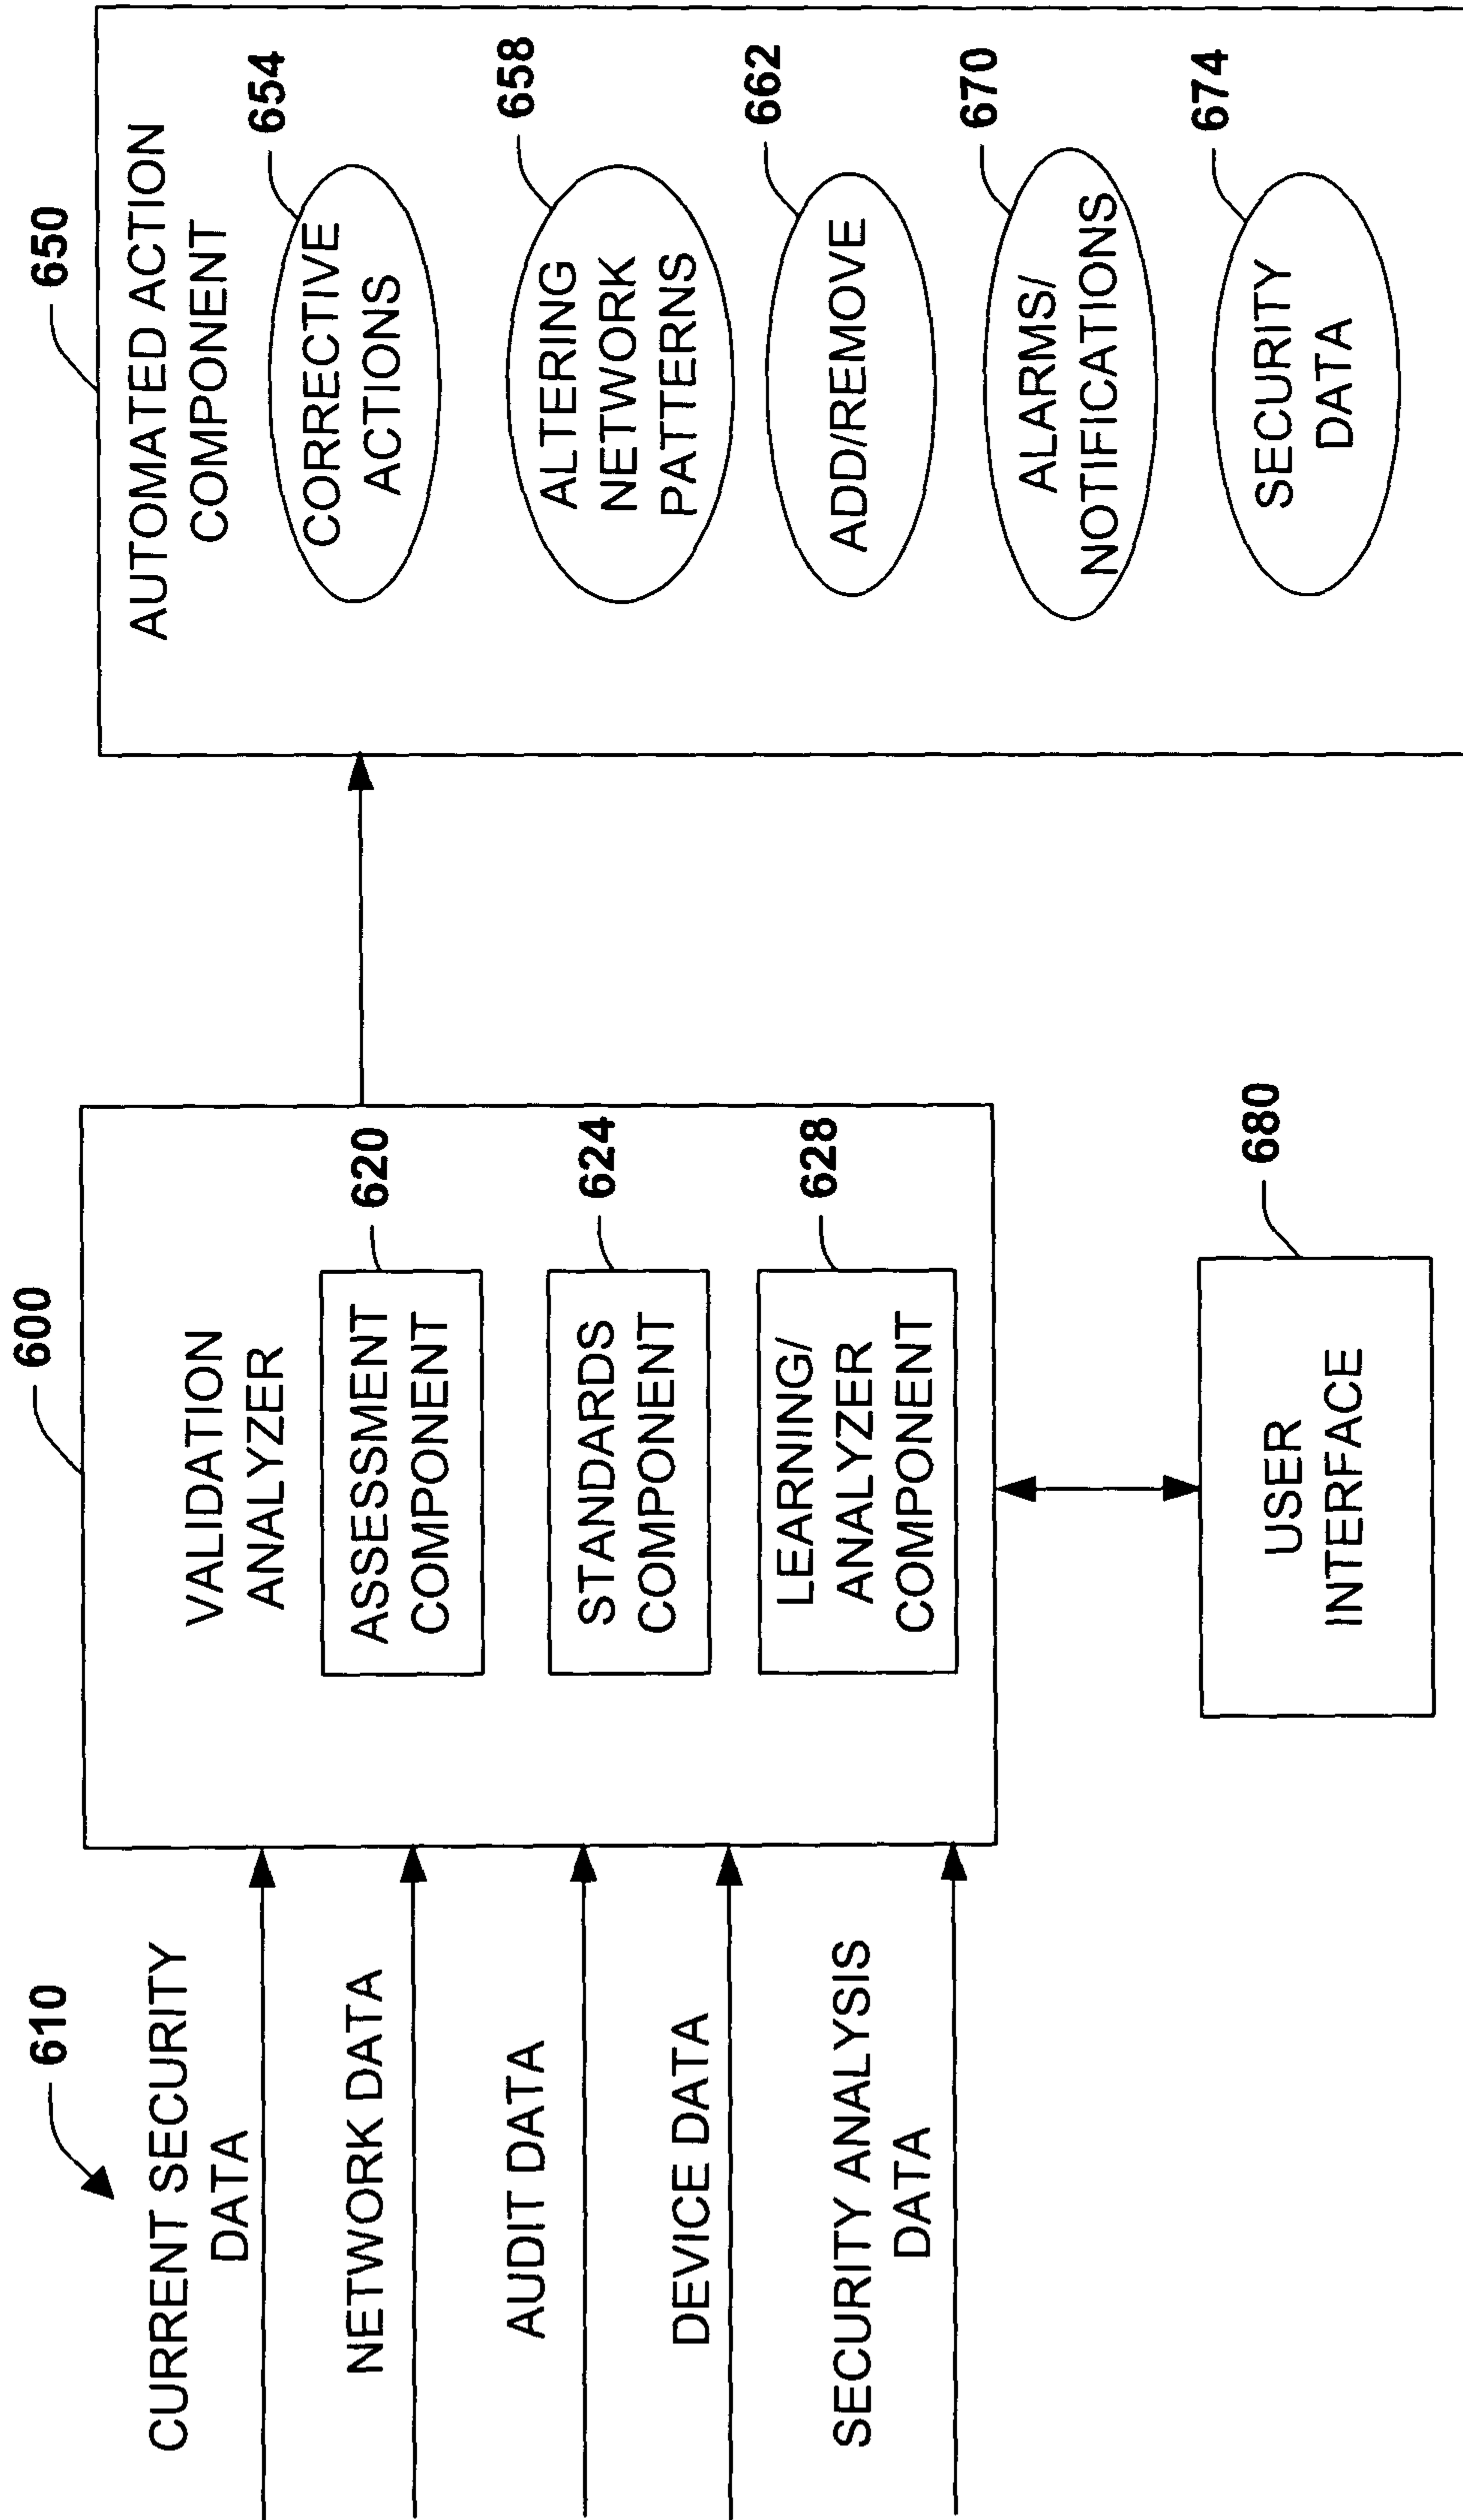 610
CURRENT SECURITY
DATA
NETWORK DATA
AUDIT DATA
DEVICE DATA
SECURITY ANALYSIS
DATA
600
VALIDATION
ANALYZER
620
ASSESSMENT
COMPONENT
624
STANDARDS
COMPONENT
628
LEARNING/
ANALYZER
COMPONENT
680
USER
INTERFACE
650
AUTOMATED ACTION
COMPONENT
654
CORRECTIVE
ACTIONS
658
ALTERING
NETWORK
PATTERNS
662
ADD/REMOVE
670
ALARMS/
NOTIFICATIONS
674
SECURITY
DATA